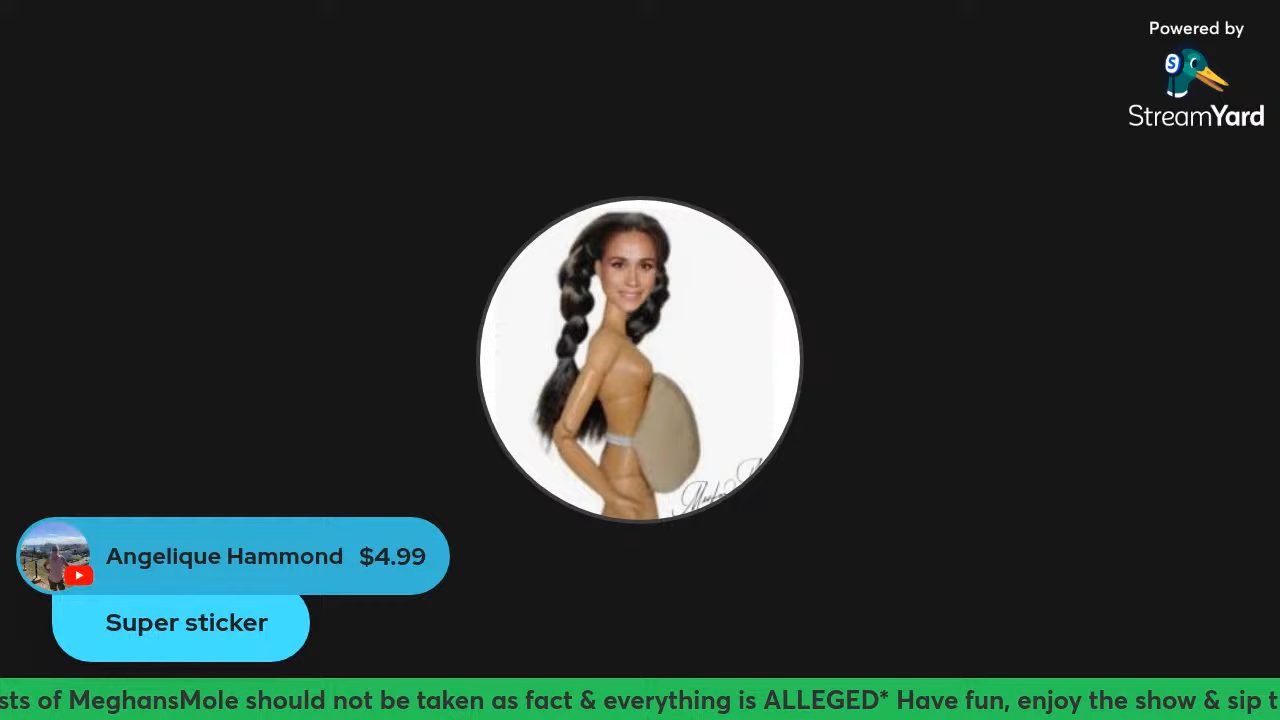 Powered by
S
StreamYard
Angelique Hammond $4.99
Super sticker
sts of MeghansMole should not be taken as fact & everything is ALLEGED* Have fun, enjoy the show & sip t